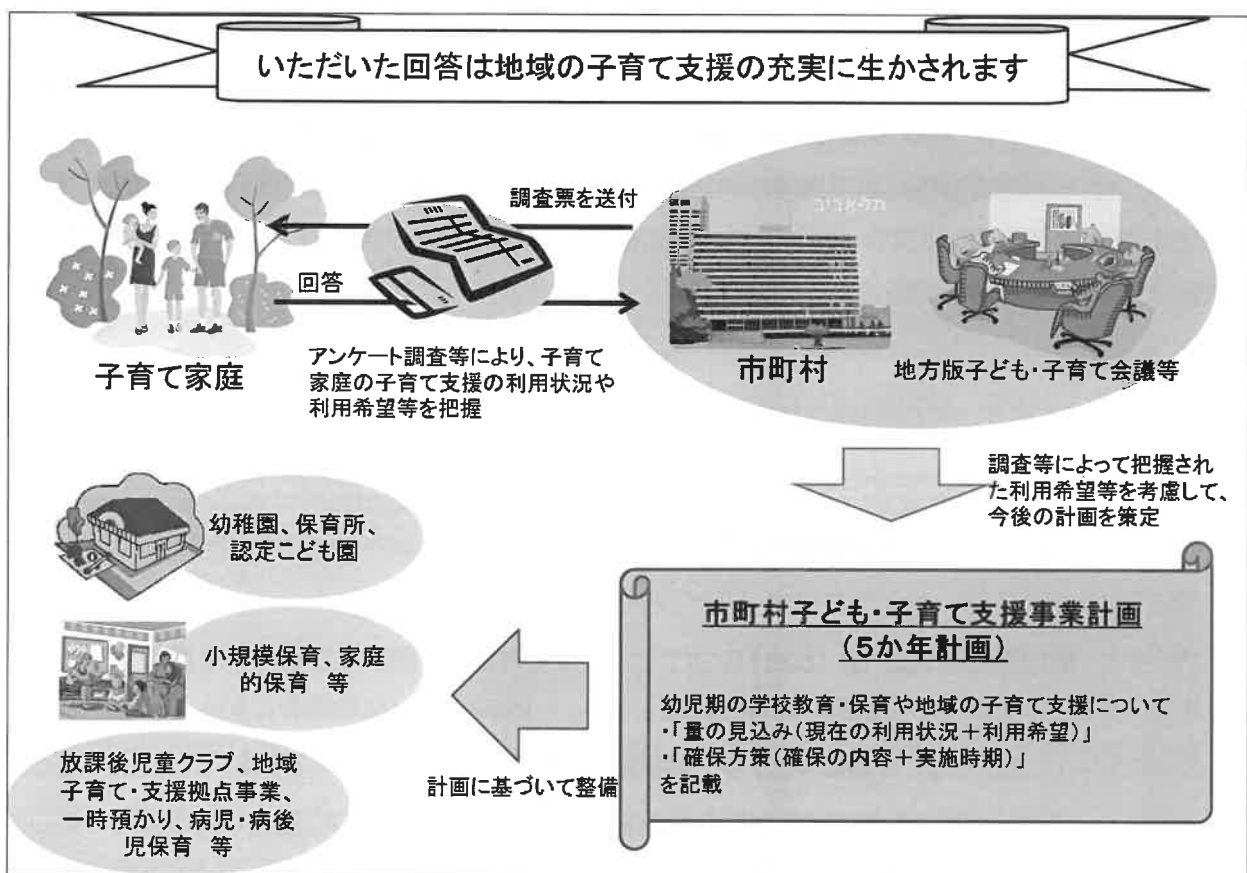 いただいた回答は地域の子育て支援の充実に生かされます
調査票を送付
回答
子育て家庭
アンケート調査等により、子育て
家庭の子育て支援の利用状況や
利用希望等を把握
תל-אביב
市町村
地方版子ども・子育て会議等
調査等によって把握され
た利用希望等を考慮して、
今後の計画を策定
市町村子ども・子育て支援事業計画
(5か年計画)
幼児期の学校教育・保育や地域の子育て支援について
・「量の見込み(現在の利用状況+利用希望)」
・「確保方策(確保の内容+実施時期)」
を記載
計画に基づいて整備
幼稚園、保育所、
認定こども園
小規模保育、家庭
的保育 等
放課後児童クラブ、地域
子育て・支援拠点事業、
一時預かり、病児・病後
児保育 等